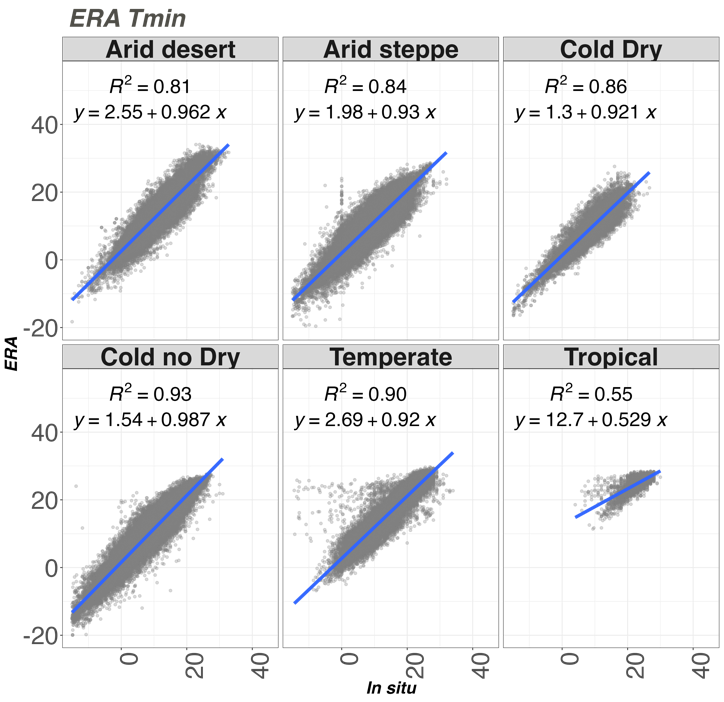 ERA Tmin
Arid desert Arid steppe Cold Dry
R² = 0.81 R² = 0.84 R² = 0.86
y = 2.55 + 0.962 x y = 1.98 + 0.93 x y = 1.3 + 0.921 x
40
20
0
-20
ERA
Cold no Dry Temperate Tropical
R² = 0.93 R² = 0.90 R² = 0.55
y = 1.54 + 0.987 x y = 2.69 + 0.92 x y = 12.7 + 0.529 x
40
20
0
-20
0 20 40 0 20 40 0 20 40
In situ